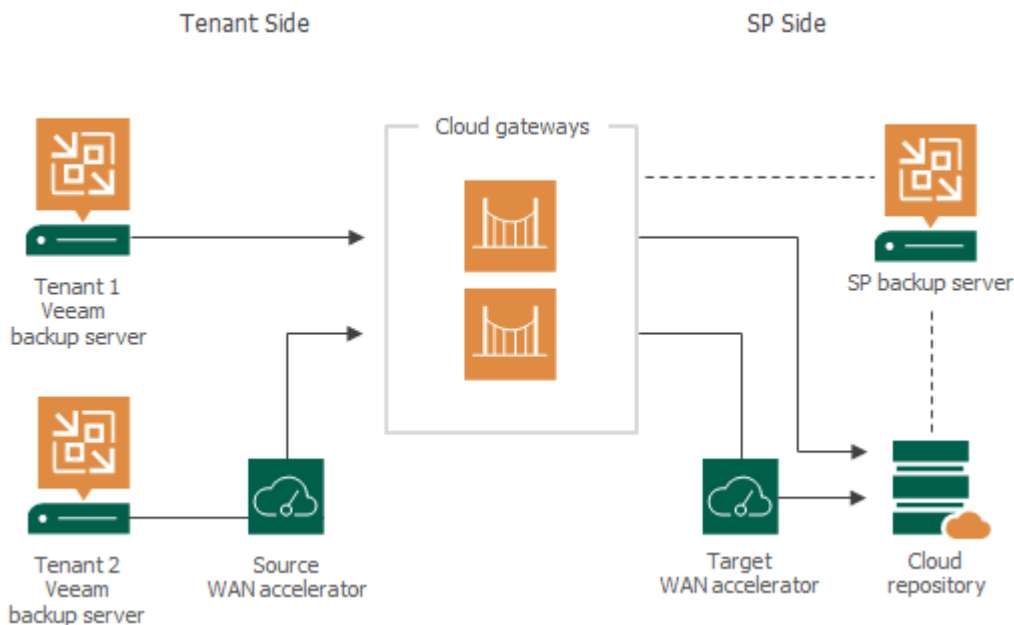 Tenant Side
SP Side
Cloud gateways
Tenant 1
Veeam
backup server
SP backup server
Tenant 2
Veeam
backup server
Source
WAN accelerator
Target
WAN accelerator
Cloud
repository